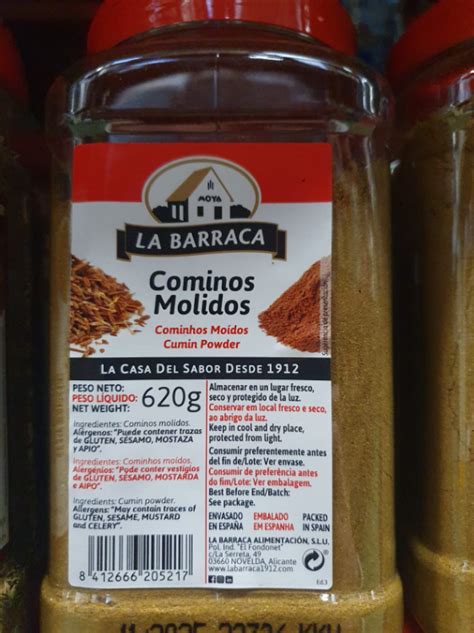 MOYA
LA BARRACA
Cominos
Molidos
Cominhos Moídos
Cumin Powder
LA CASA DEL SABOR DESDE 1912
PESO NETO:
PESO LÍQUIDO:
NET WEIGHT:
620g
Ingredientes: Cominos molidos.
Alérgenos: "Puede contener trazas
de GLUTEN, SÉSAMO, MOSTAZA
y APIO".
Ingredientes: Cominhos moídos.
Alergénios: "Pode conter vestígios
de GLÚTEN, SÉSAMO, MOSTARDA
e AIPO".
Ingredients: Cumin powder.
Allergens: "May contain traces of
GLUTEN, SESAME, MUSTARD
and CELERY".
8 412666 205217
Almacenar en un lugar fresco,
seco y protegido de la luz.
Conservar em local fresco e seco,
ao abrigo da luz.
Keep in cool and dry place,
protected from light.
Consumir preferentemente antes
del fin de/Lote: Ver envase.
Consumir de preferência antes
do fim/Lote: Ver embalagem.
Best Before End/Batch:
See package.
ENVASADO EMBALADO PACKED
EN ESPAÑA EM ESPANHA IN SPAIN
LA BARRACA ALIMENTACIÓN, S.L.U.
Pol. Ind. "El Fondonet"
c/La Serreta, 49
03660 NOVELDA, Alicante
www.labarraca1912.com
E63